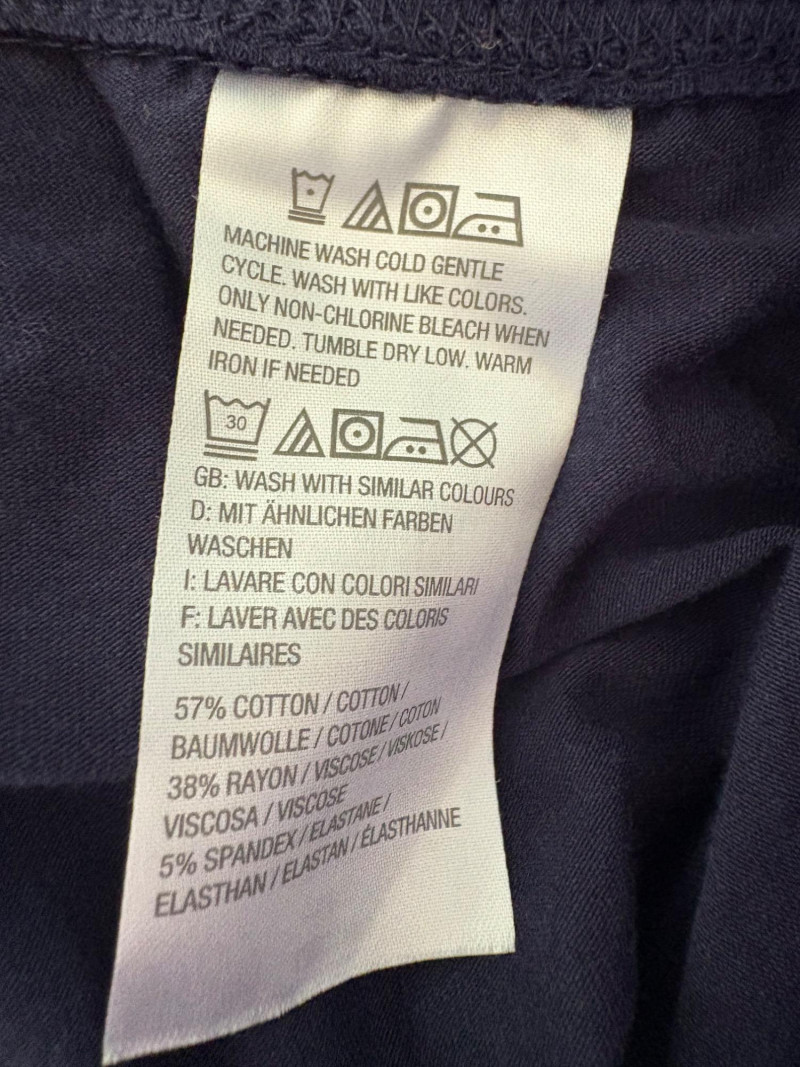 MACHINE WASH COLD GENTLE
CYCLE. WASH WITH LIKE COLORS.
ONLY NON-CHLORINE BLEACH WHEN
NEEDED. TUMBLE DRY LOW. WARM
IRON IF NEEDED
30
GB: WASH WITH SIMILAR COLOURS
D: MIT ÄHNLICHEN FARBEN
WASCHEN
I: LAVARE CON COLORI SIMILARI
F: LAVER AVEC DES COLORIS
SIMILAIRES
57% COTTON / COTTON /
BAUMWOLLE / COTONE / COTON
38% RAYON / VISCOSE / VISKOSE /
VISCOSA / VISCOSE
5% SPANDEX / ELASTANE /
ELASTHAN / ELASTAN / ÉLASTHANNE